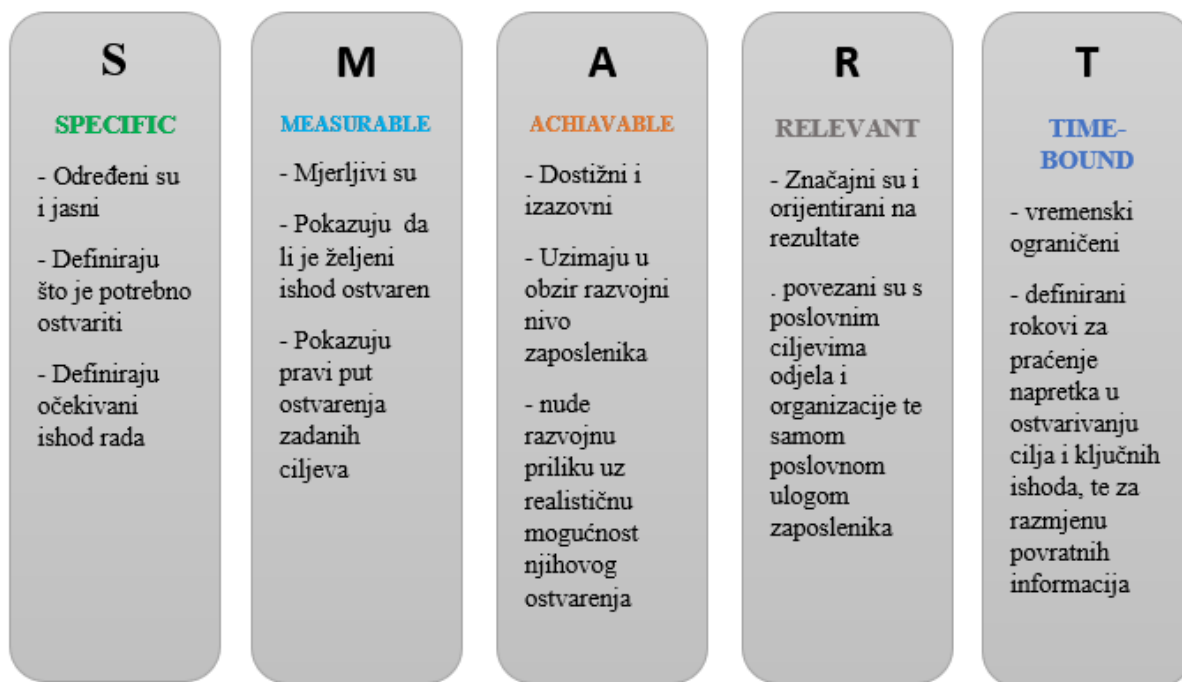 S
SPECIFIC
- Određeni su
i jasni
- Definiraju
što je potrebno
ostvariti
- Definiraju
očekivani
ishod rada
M
MEASURABLE
- Mjerljivi su
- Pokazuju da
li je željeni
ishod ostvaren
- Pokazuju
pravi put
ostvarenja
zadanih
ciljeva
A
ACHIAVABLE
- Dostižni i
izazovni
- Uzimaju u
obzir razvojni
nivo
zaposlenika
- nude
razvojnu
priliku uz
realističnu
mogućnost
njihovog
ostvarenja
R
RELEVANT
- Značajni su i
orijentirani na
rezultate
. povezani su s
poslovnim
ciljevima
odjela i
organizacije te
samom
poslovnom
ulogom
zaposlenika
T
TIME-
BOUND
- vremenski
ograničeni
- definirani
rokovi za
praćenje
napretka u
ostvarivanju
cilja i ključnih
ishoda, te za
razmjenu
povratnih
informacija